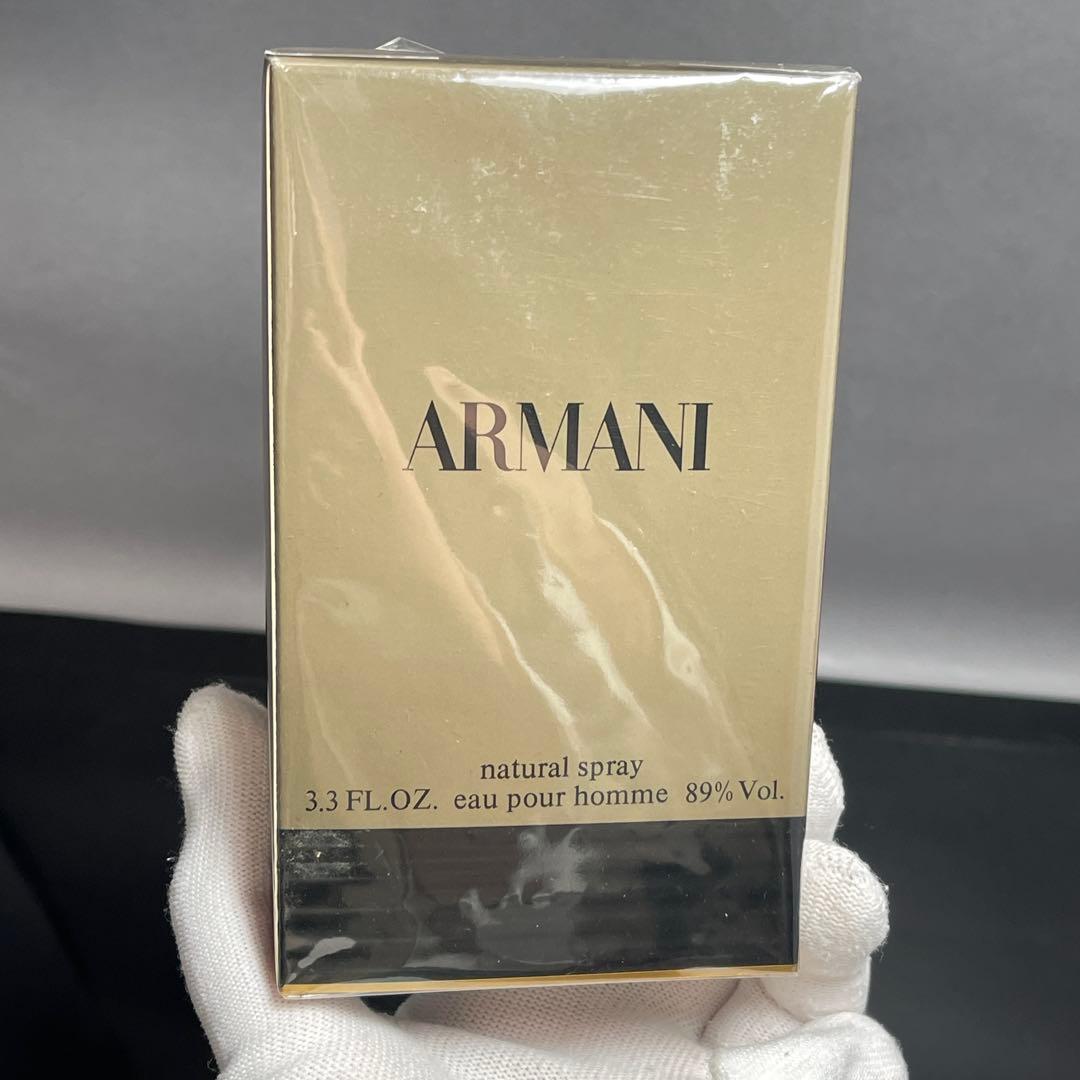 ARMANI
natural spray
3.3 FL.OZ. eau pour homme 89% Vol.